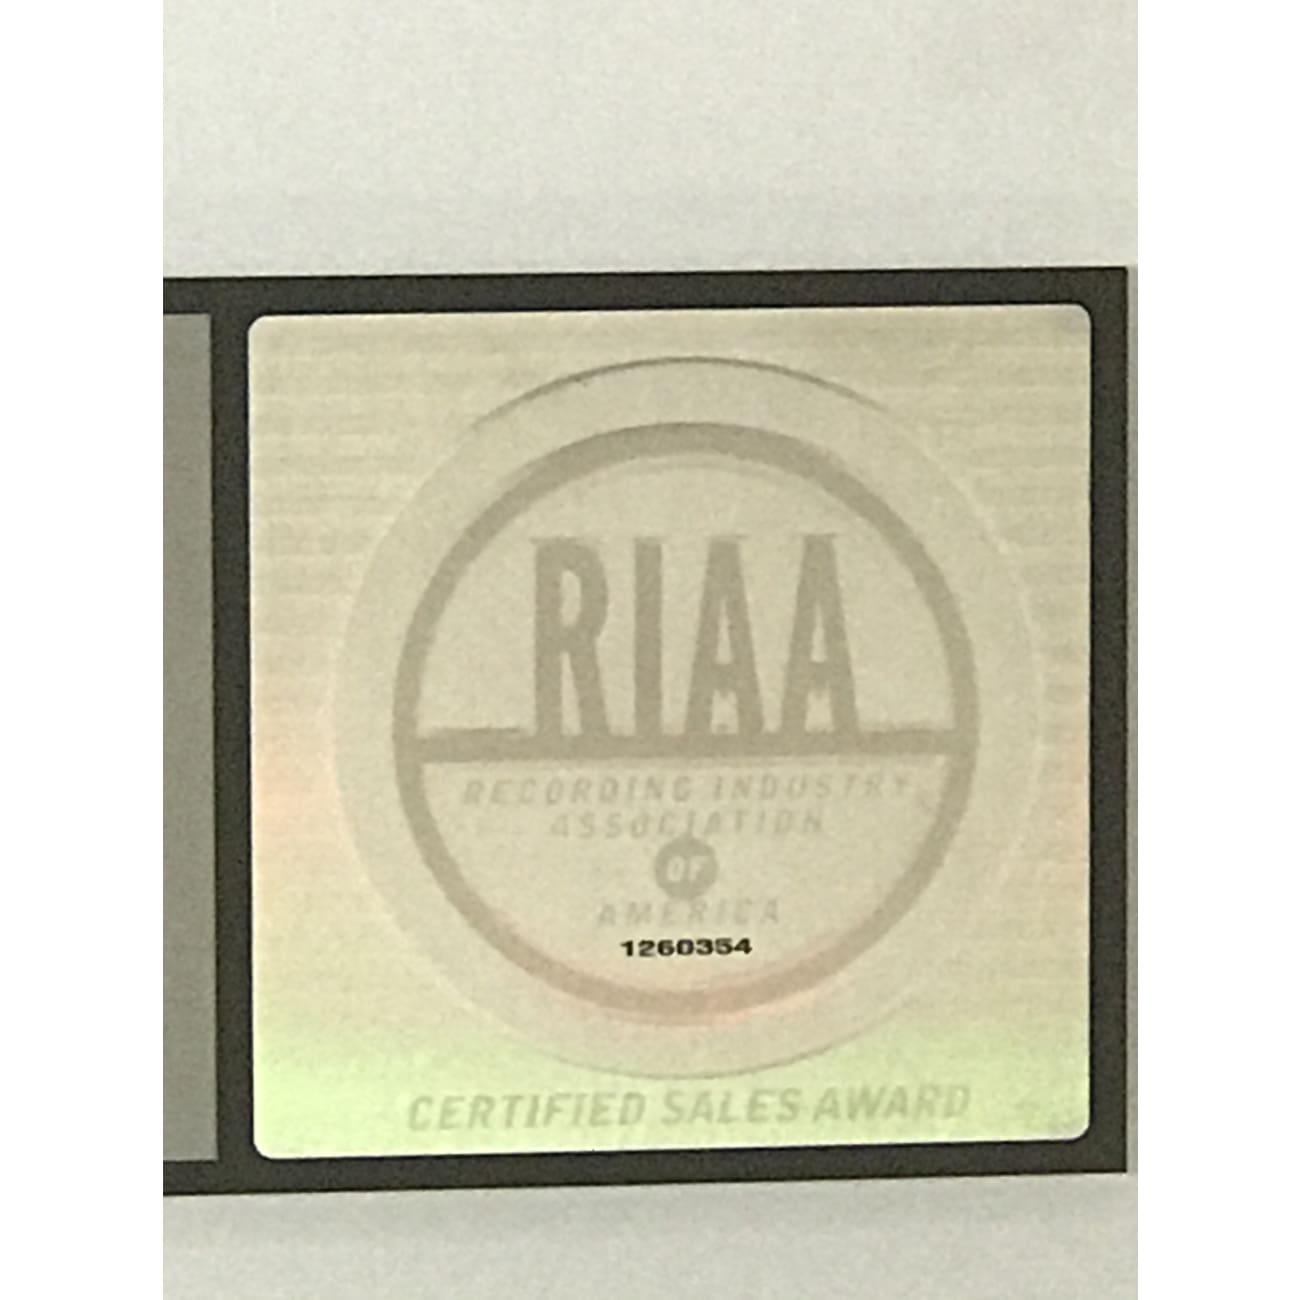 RIAA
RECORDING INDUSTRY
ASSOCIATION
OF
AMERICA
1260354
CERTIFIED SALES AWARD